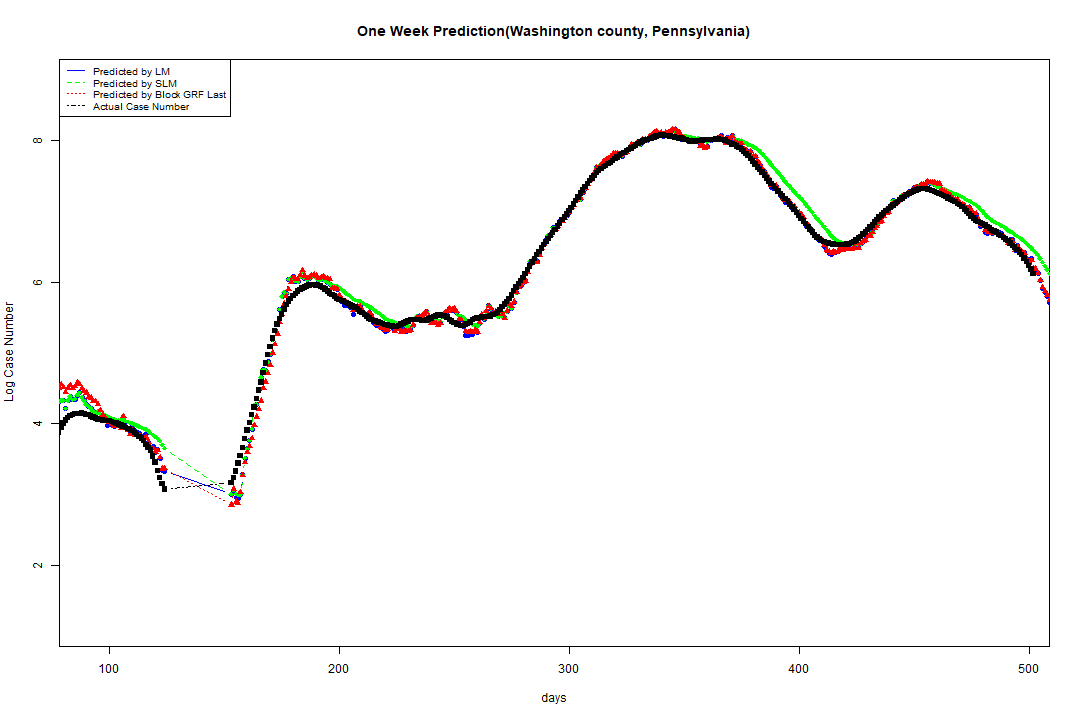 One Week Prediction(Washington county, Pennsylvania)
Predicted by LM
Predicted by SLM
Predicted by Block GRF Last
Actual Case Number
8
6
4
2
Log Case Number
100 200 300 400 500
days